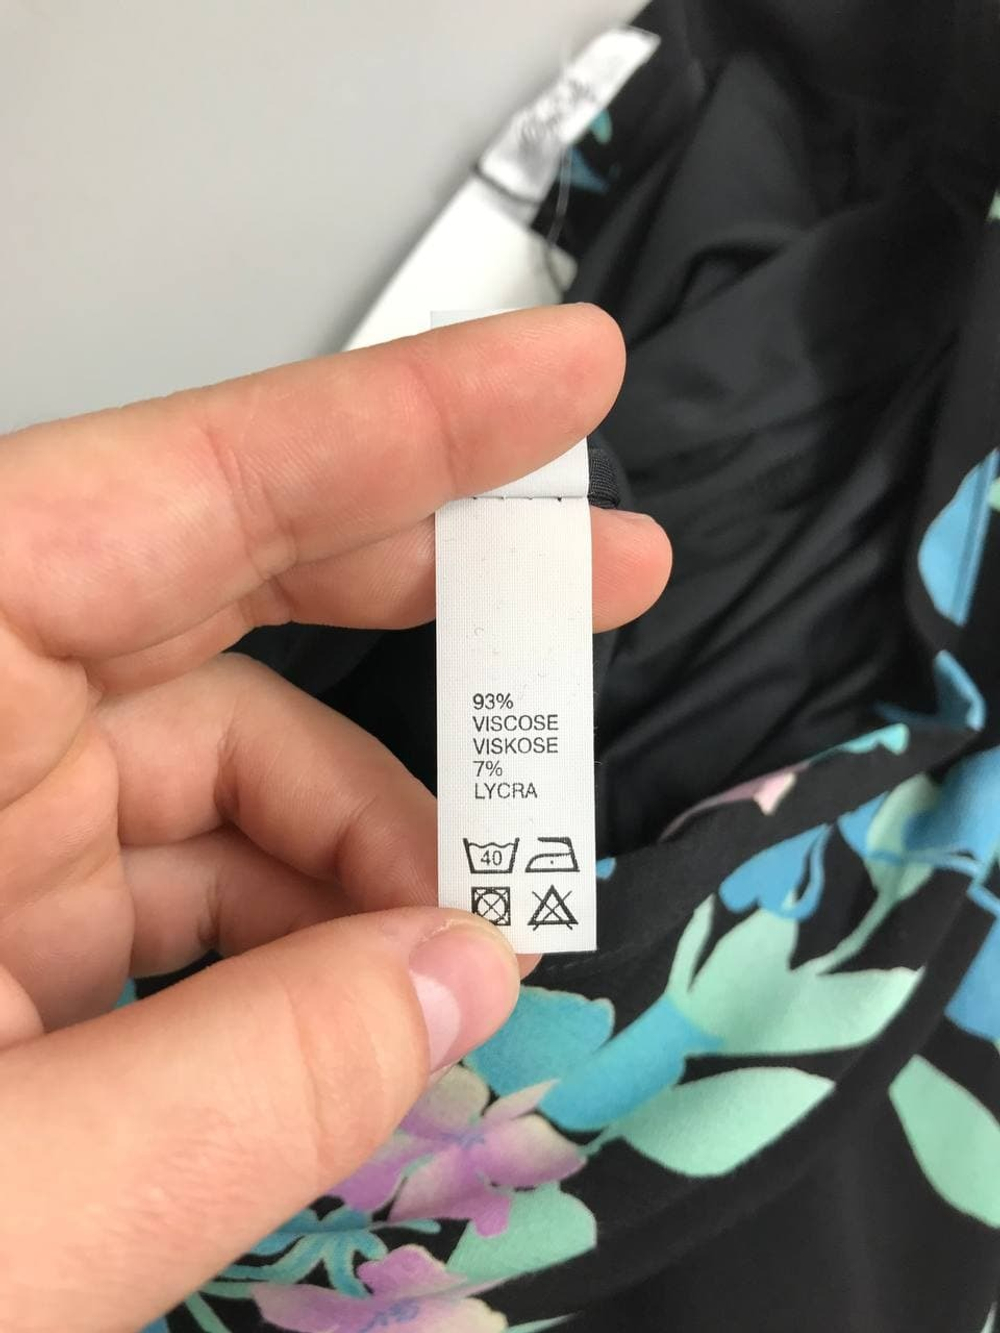 93%
VISCOSE
VISKOSE
7%
LYCRA
40